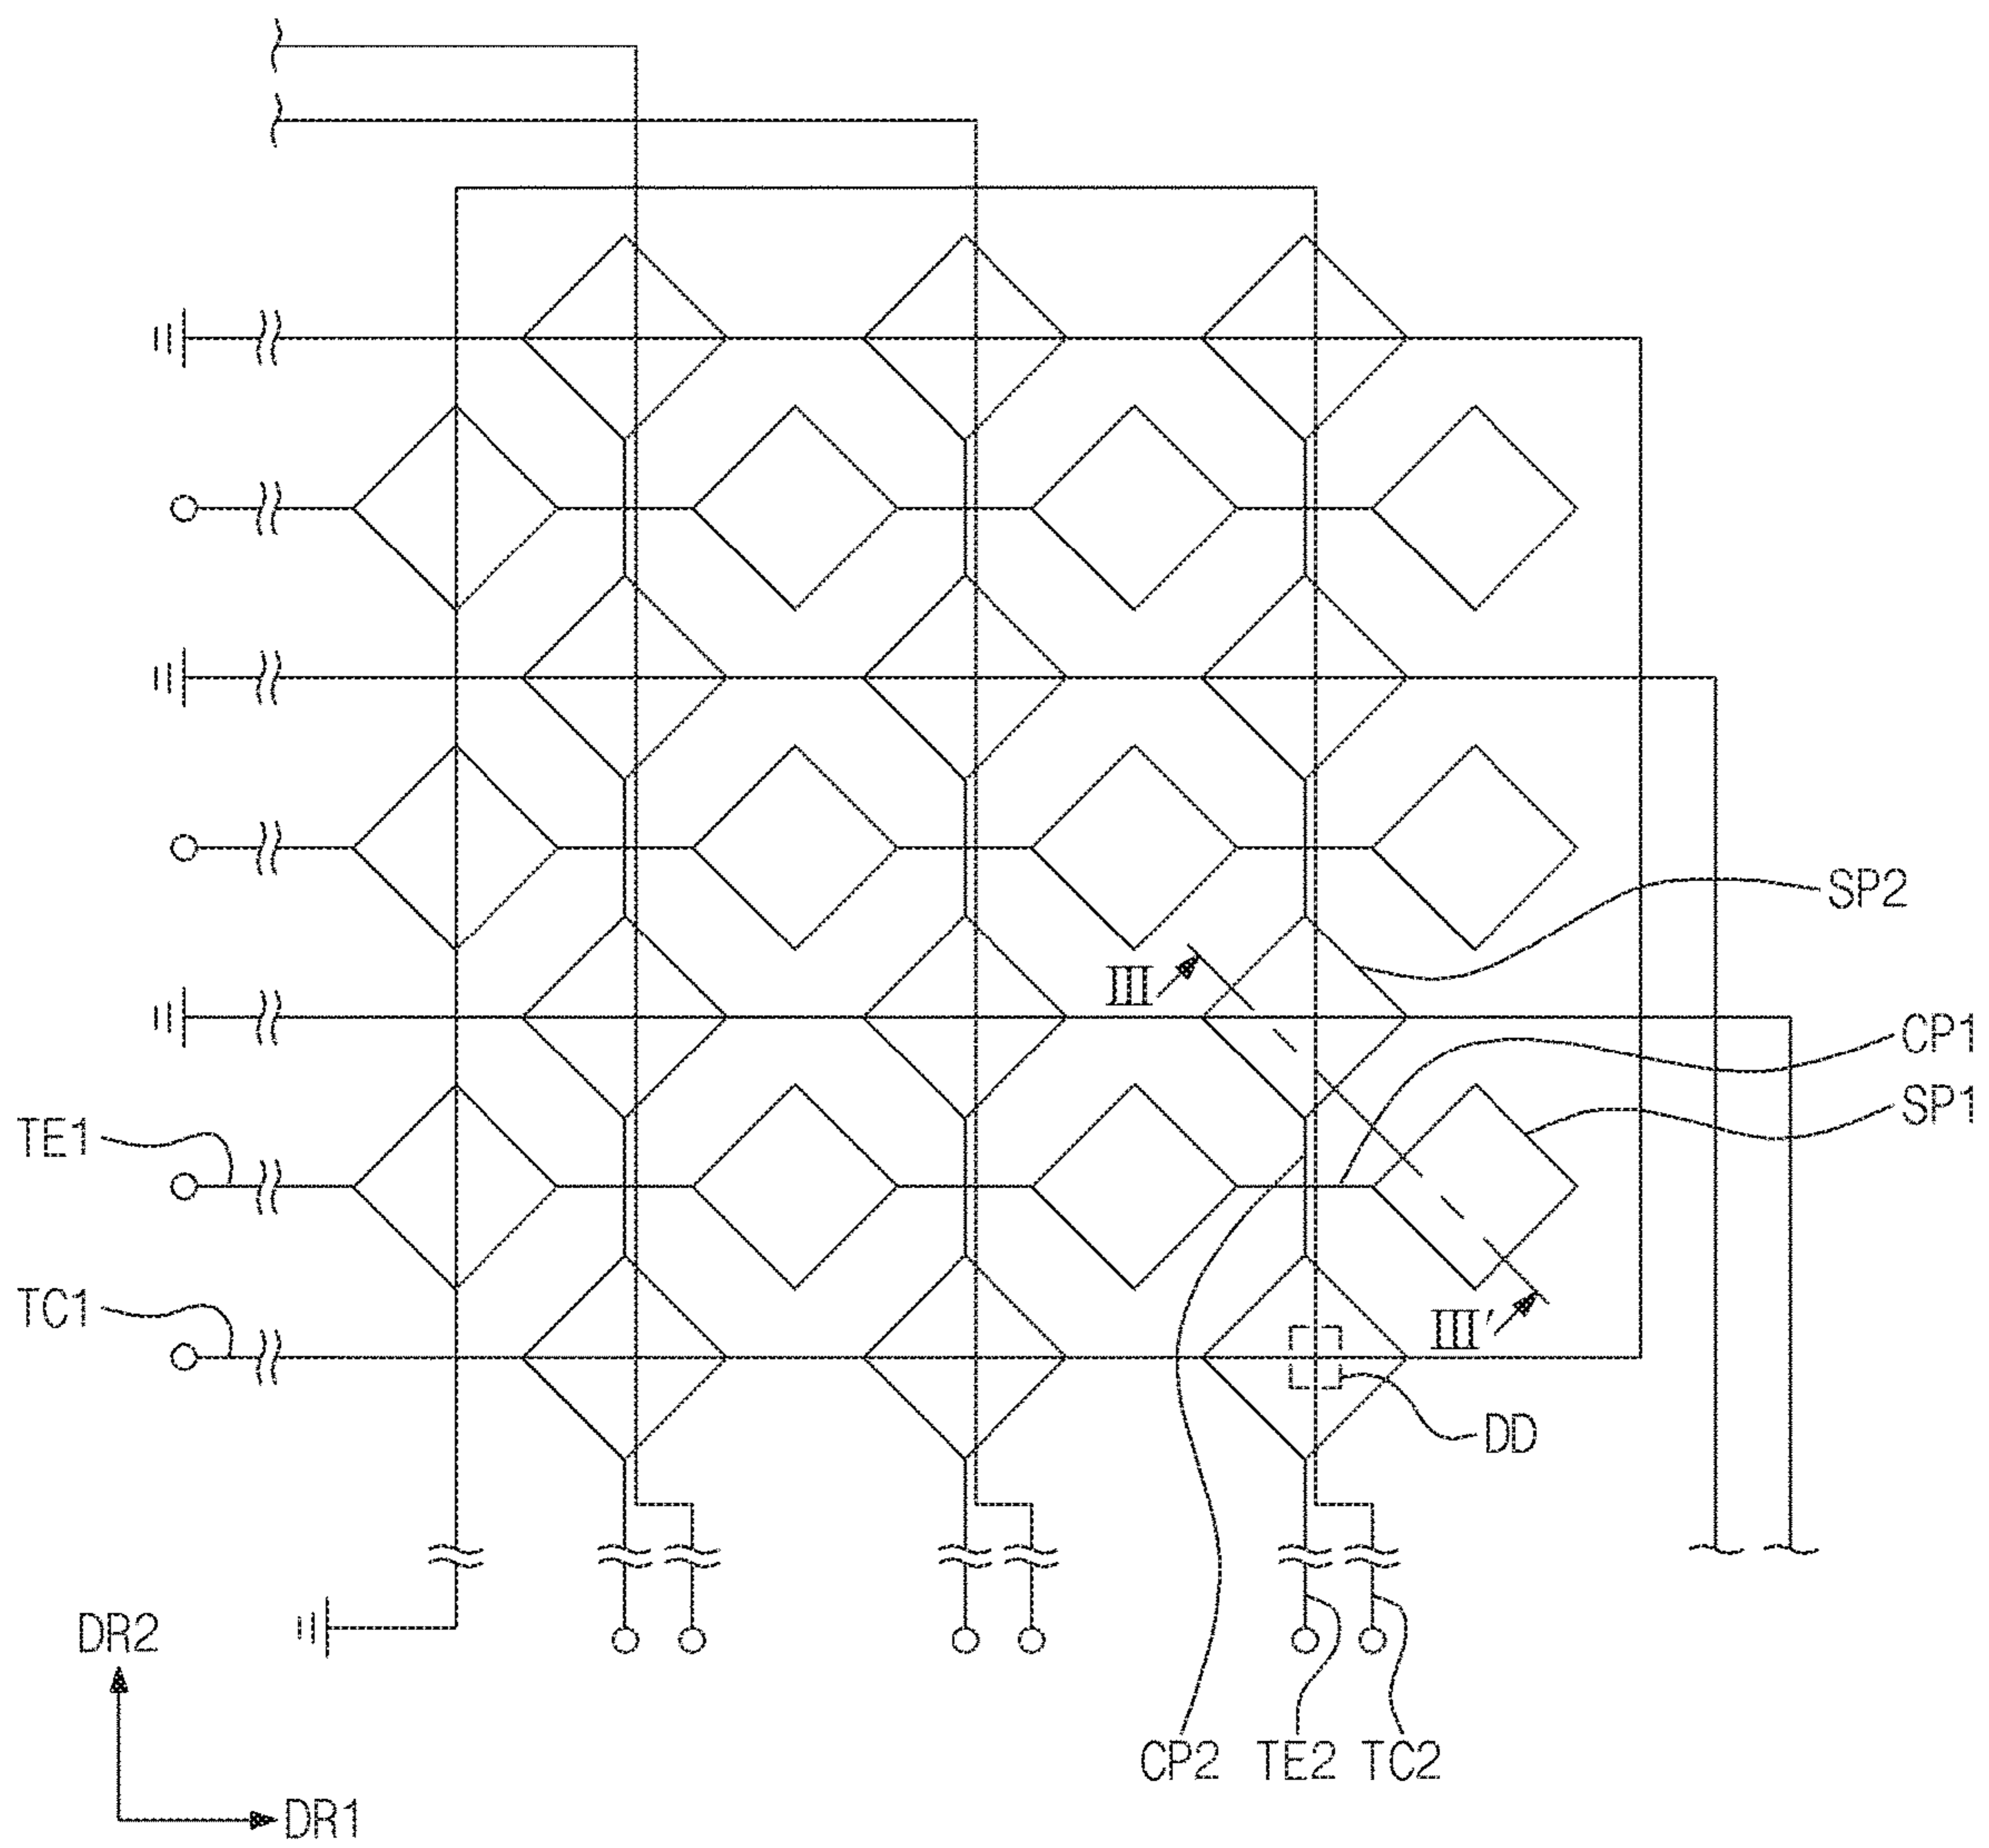 SP2
III
CP1
SP1
TE1
TC1
III'
DD
DR2
CP2 TE2 TC2
DR1